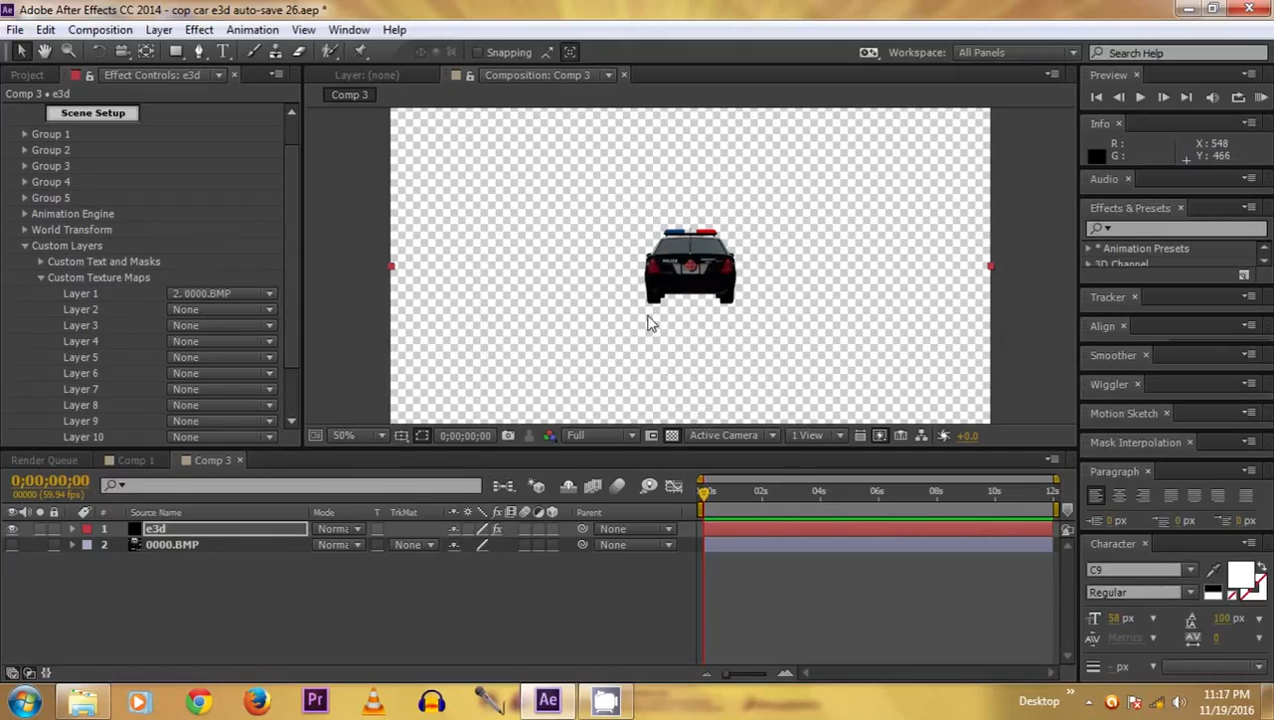 Adobe After Effects CC 2014 - cop car e3d auto-save 26.aep *
File Edit Composition Layer Effect Animation View Window Help
Snapping
Workspace: All Panels
Search Help
Project
Effect Controls: e3d
Layer: (none)
Composition: Comp 3
Preview
Comp 3 • e3d
Comp 3
Scene Setup
Group 1
Group 2
Group 3
Group 4
Group 5
Animation Engine
World Transform
Custom Layers
Custom Text and Masks
Custom Texture Maps
Layer 1 2. 0000.BMP
Layer 2 None
Layer 3 None
Layer 4 None
Layer 5 None
Layer 6 None
Layer 7 None
Layer 8 None
Layer 9 None
Layer 10 None
POLICE
50%
0;00;00;00
Full
Active Camera
1 View
+0.0
Info
R :
G :
X : 548
Y : 466
Audio
Effects & Presets
* Animation Presets
3D Channel
Tracker
Align
Smoother
Wiggler
Motion Sketch
Mask Interpolation
Paragraph
0 px 0 px 0 px
Character
C9
Regular
58 px 100 px
Metrics 0
- px
Render Queue Comp 1 Comp 3
0;00;00;00
00000 (59.94 fps)
# Source Name Mode T TrkMat Parent
1 e3d Norma None
2 0000.BMP Norma None None
:00s 02s 04s 06s 08s 10s 12s
Desktop
11:17 PM
11/19/2016